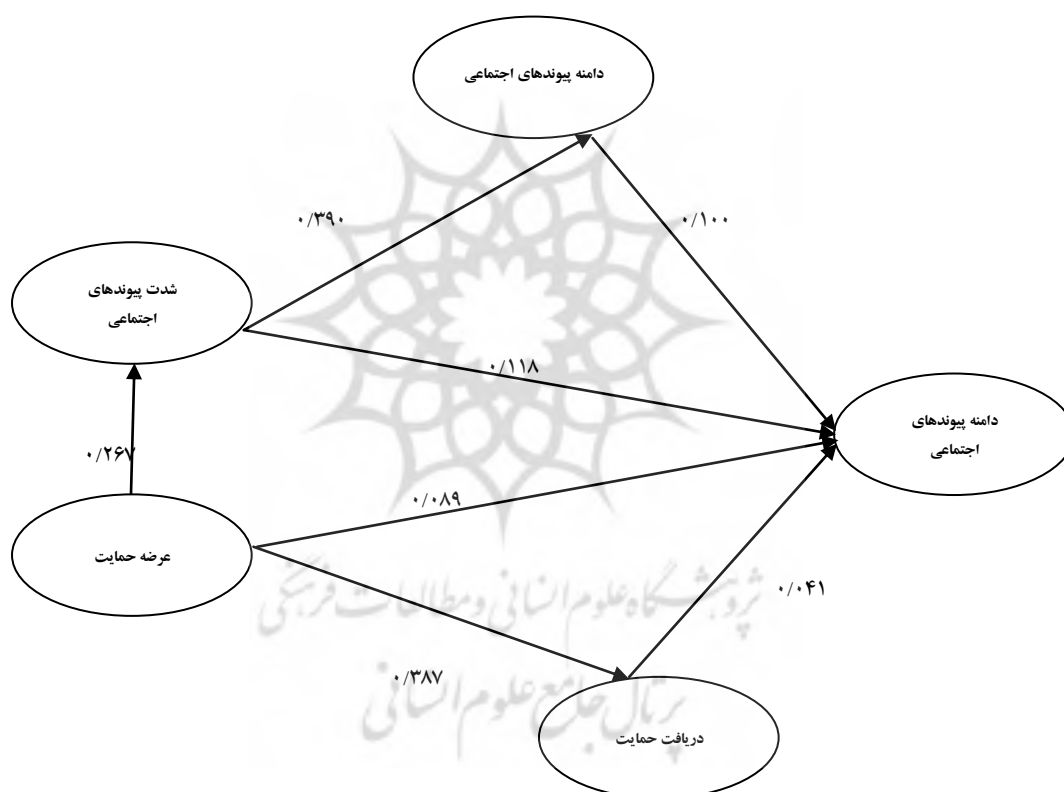 دامنه پیوندهای اجتماعی
۰/۳۹۰
۰/۱۰۰
شدت پیوندهای
اجتماعی
۰/۱۱۸
دامنه پیوندهای
اجتماعی
۰/۲۶۷
۰/۰۸۹
عرضه حمایت
پژوهشگاه علوم انسانی و مطالعات فرهنگی
۰/۰۴۱
۰/۳۸۷
پرتال جامع علوم انسانی
دریافت حمایت